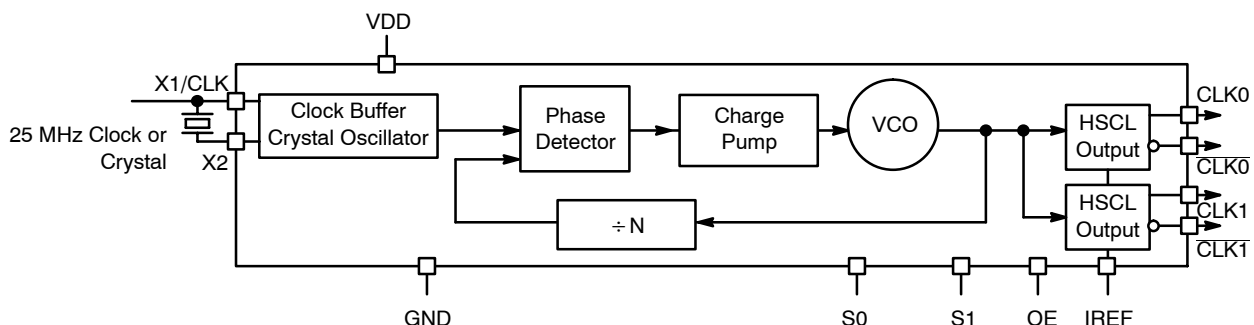 VDD
X1/CLK
25 MHz Clock or
Crystal
X2
Clock Buffer
Crystal Oscillator
Phase
Detector
Charge
Pump
VCO
÷ N
HSCL
Output
HSCL
Output
CLK0
CLK0
CLK1
CLK1
GND
S0
S1
OE
IREF